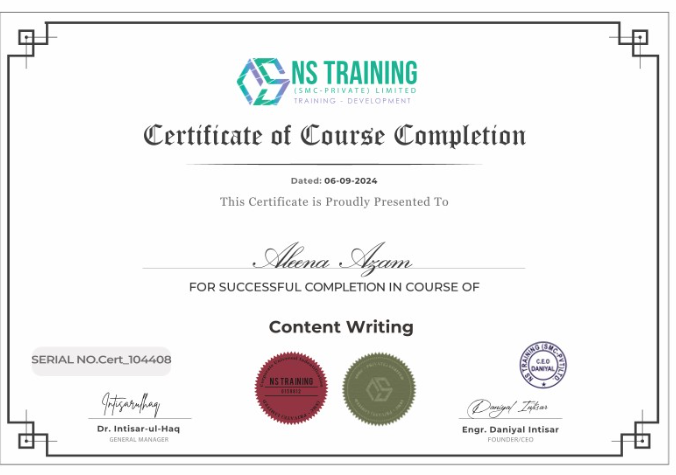 NS TRAINING
(SMC-PRIVATE) LIMITED
TRAINING - DEVELOPMENT
Certificate of Course Completion
Dated: 06-09-2024
This Certificate is Proudly Presented To
Aleena Azam
FOR SUCCESSFUL COMPLETION IN COURSE OF
Content Writing
SERIAL NO.Cert_104408
NS TRAINING
NS TRAINING (SMC-PVT) LTD
C.E.O
DANIYAL
Intisarulhaq
Dr. Intisar-ul-Haq
GENERAL MANAGER
Daniyal Intisar
Engr. Daniyal Intisar
FOUNDER/CEO